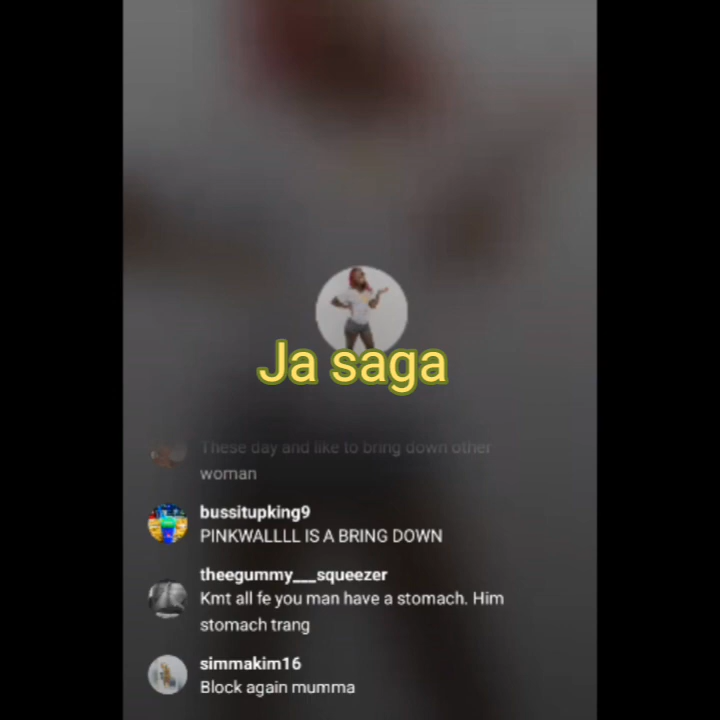 Ja saga
These day and like to bring down other
woman
bussitupking9
PINKWALLLL IS A BRING DOWN
theegummy___squeezer
Kmt all fe you man have a stomach. Him
stomach trang
simmakim16
Block again mumma